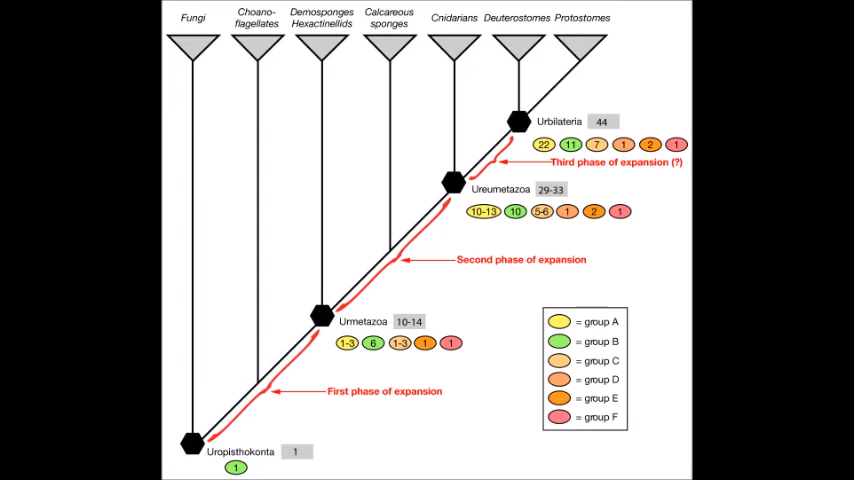 Fungi
Choano-
flagellates
Demosponges
Hexactinellids
Calcareous
sponges
Cnidarians
Deuterostomes
Protostomes
Urbilateria 44
22 11 7 1 2 1
Third phase of expansion (?)
Ureumetazoa 29-33
10-13 10 5-6 1 2 1
Second phase of expansion
Urmetazoa 10-14
1-3 6 1-3 1 1
First phase of expansion
Uropisthokonta 1
1
= group A
= group B
= group C
= group D
= group E
= group F